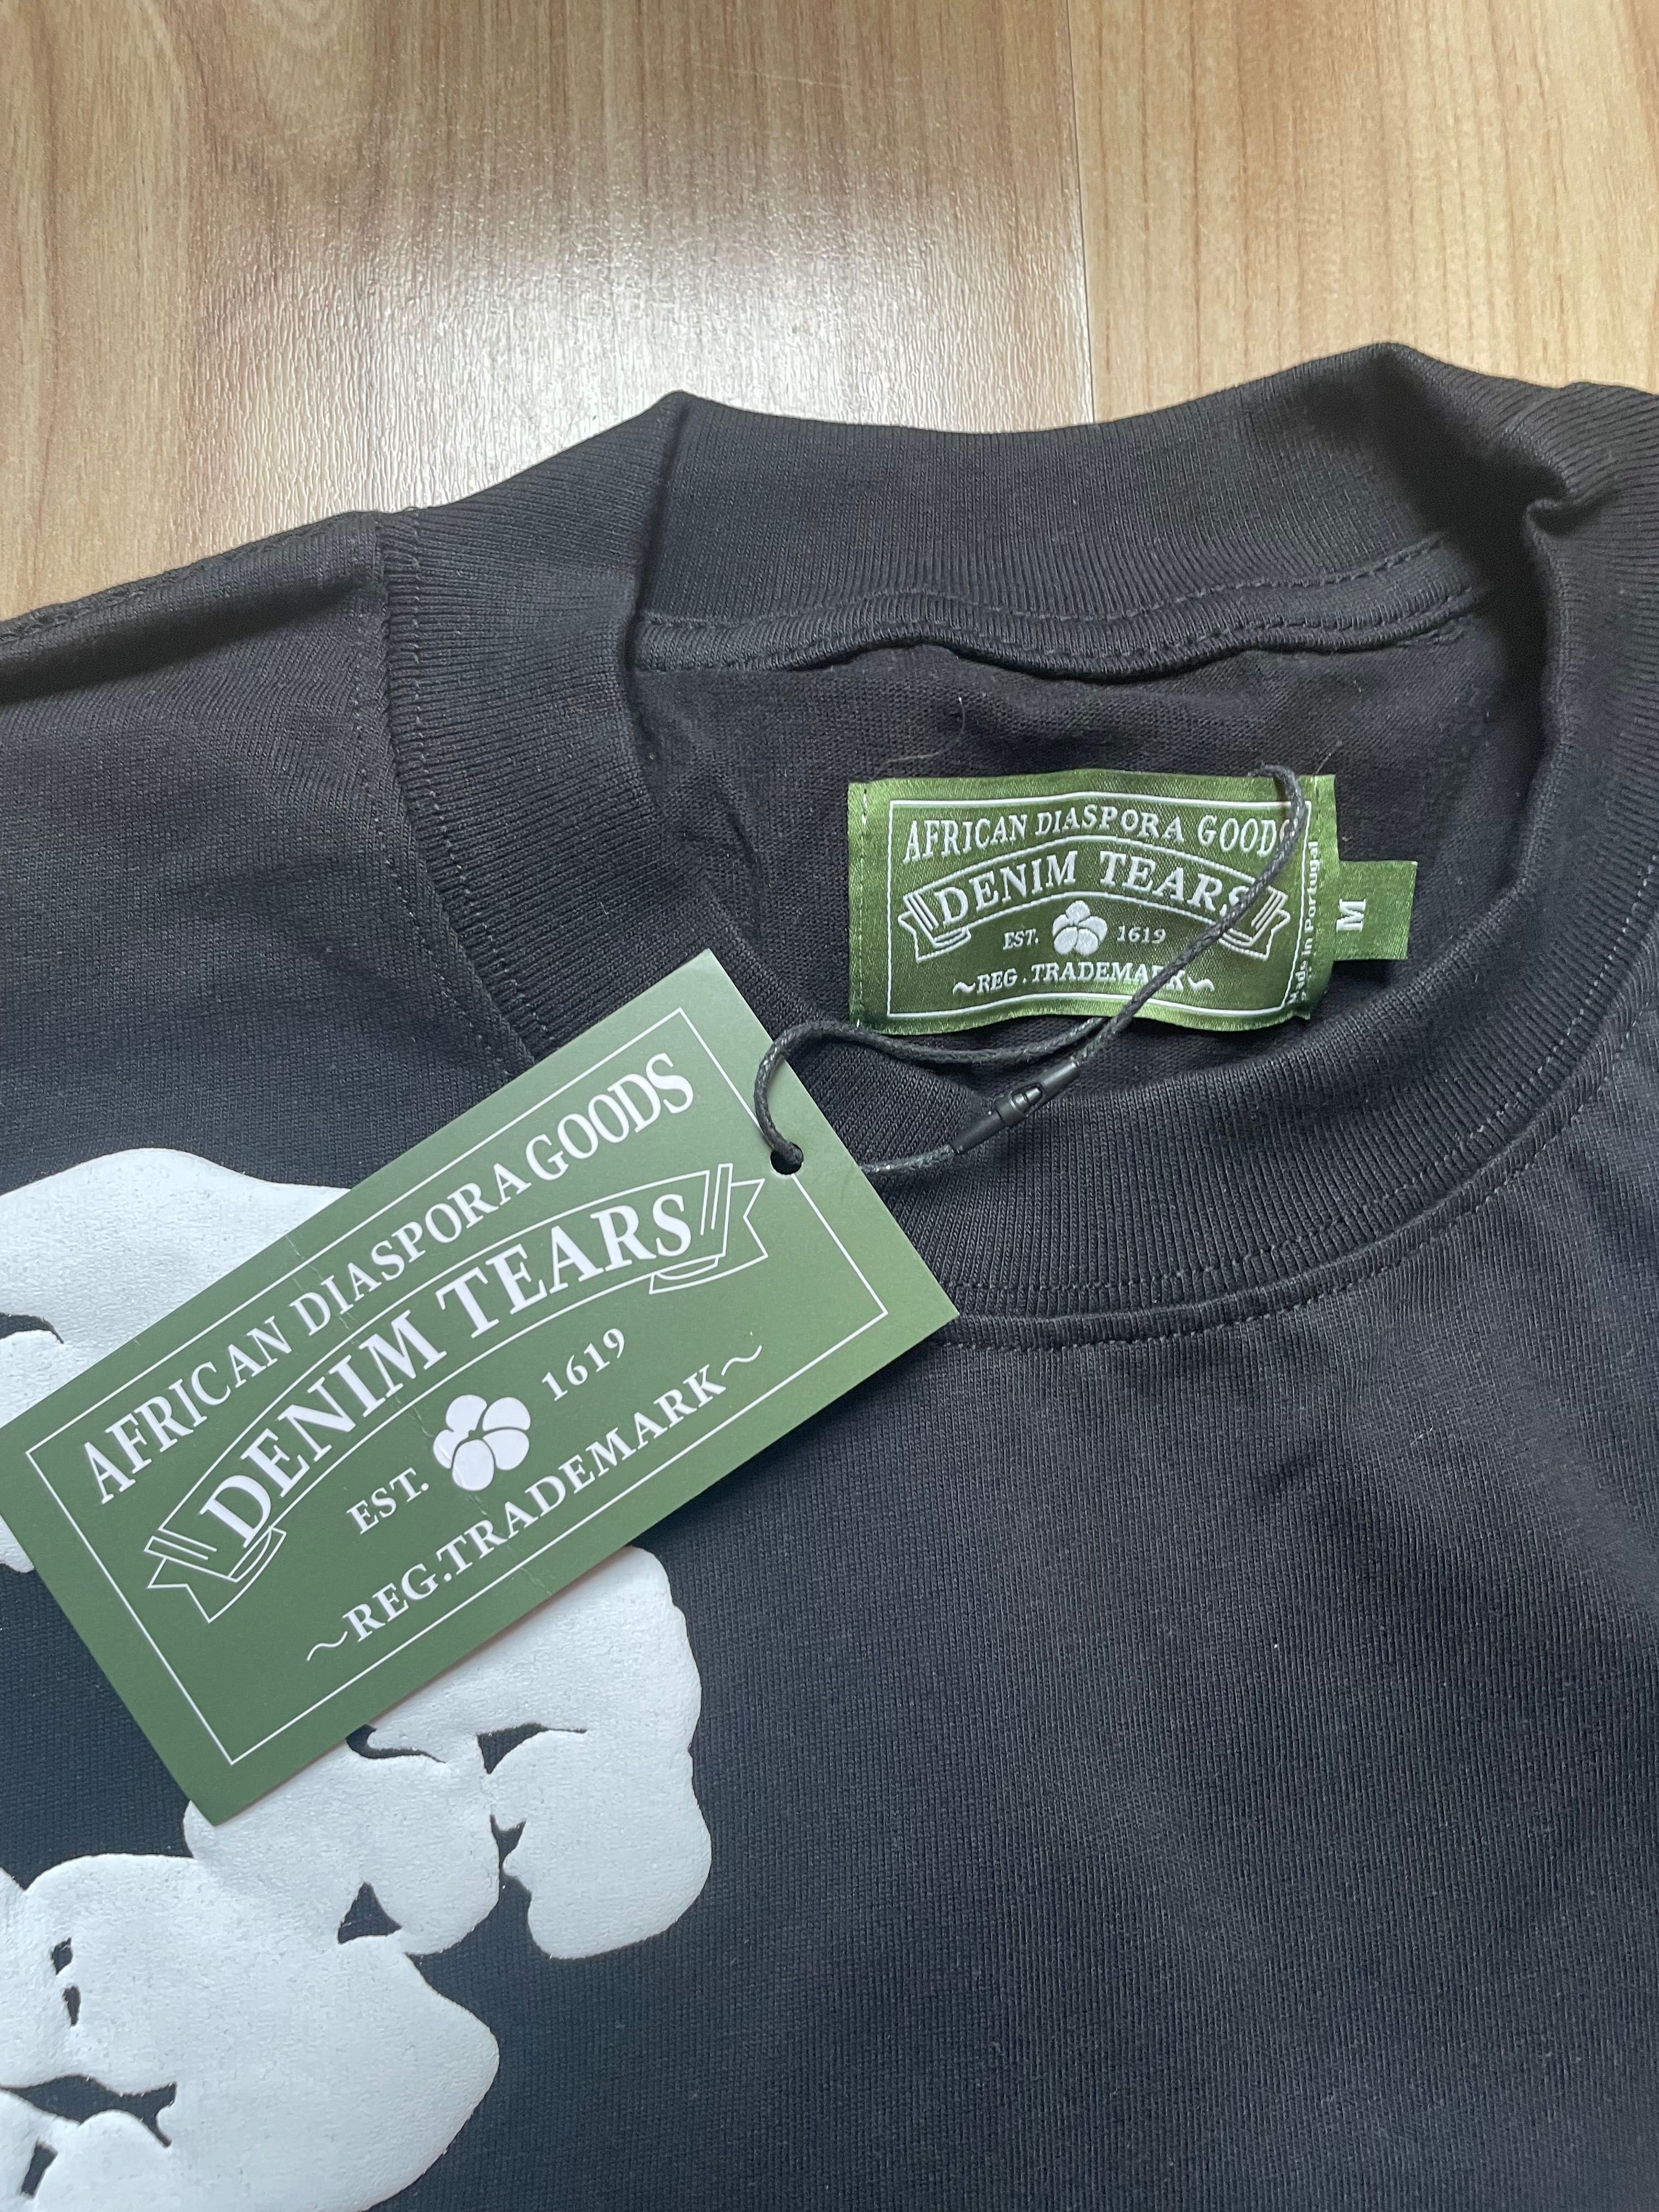 AFRICAN DIASPORA GOODS
DENIM TEARS
EST. 1619
~REG.TRADEMARK~
Made in Portugal
M
AFRICAN DIASPORA GOODS
DENIM TEARS
EST. 1619
~REG.TRADEMARK~